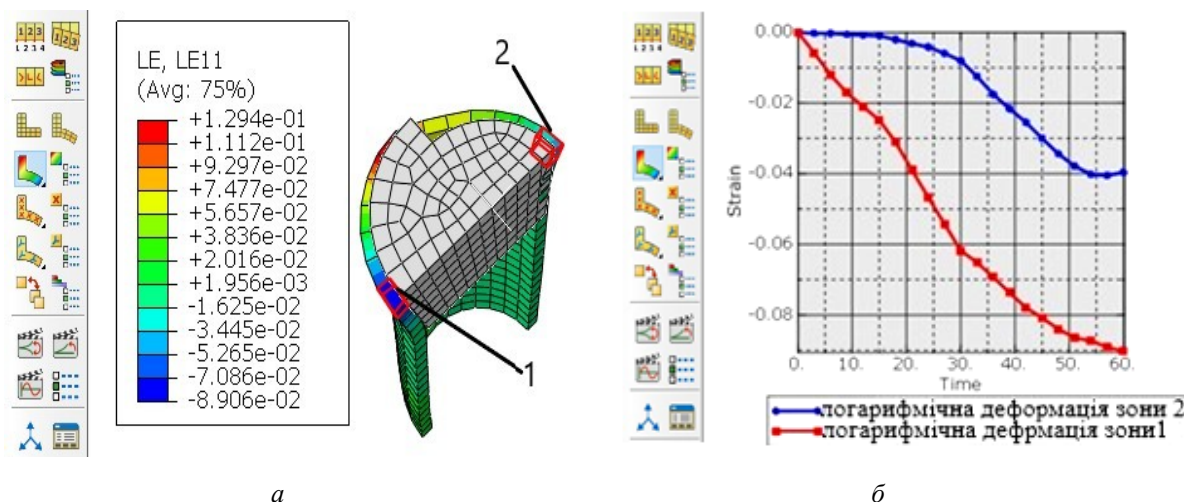 LE, LE11
(Avg: 75%)
+1.294e-01
+1.112e-01
+9.297e-02
+7.477e-02
+5.657e-02
+3.836e-02
+2.016e-02
+1.956e-03
-1.625e-02
-3.445e-02
-5.265e-02
-7.086e-02
-8.906e-02
2
1
а
0.00
-0.02
-0.04
-0.06
-0.08
Strain
0. 10. 20. 30. 40. 50. 60.
Time
логарифмічна деформація зони 2
логарифмічна дефрмація зони1
б